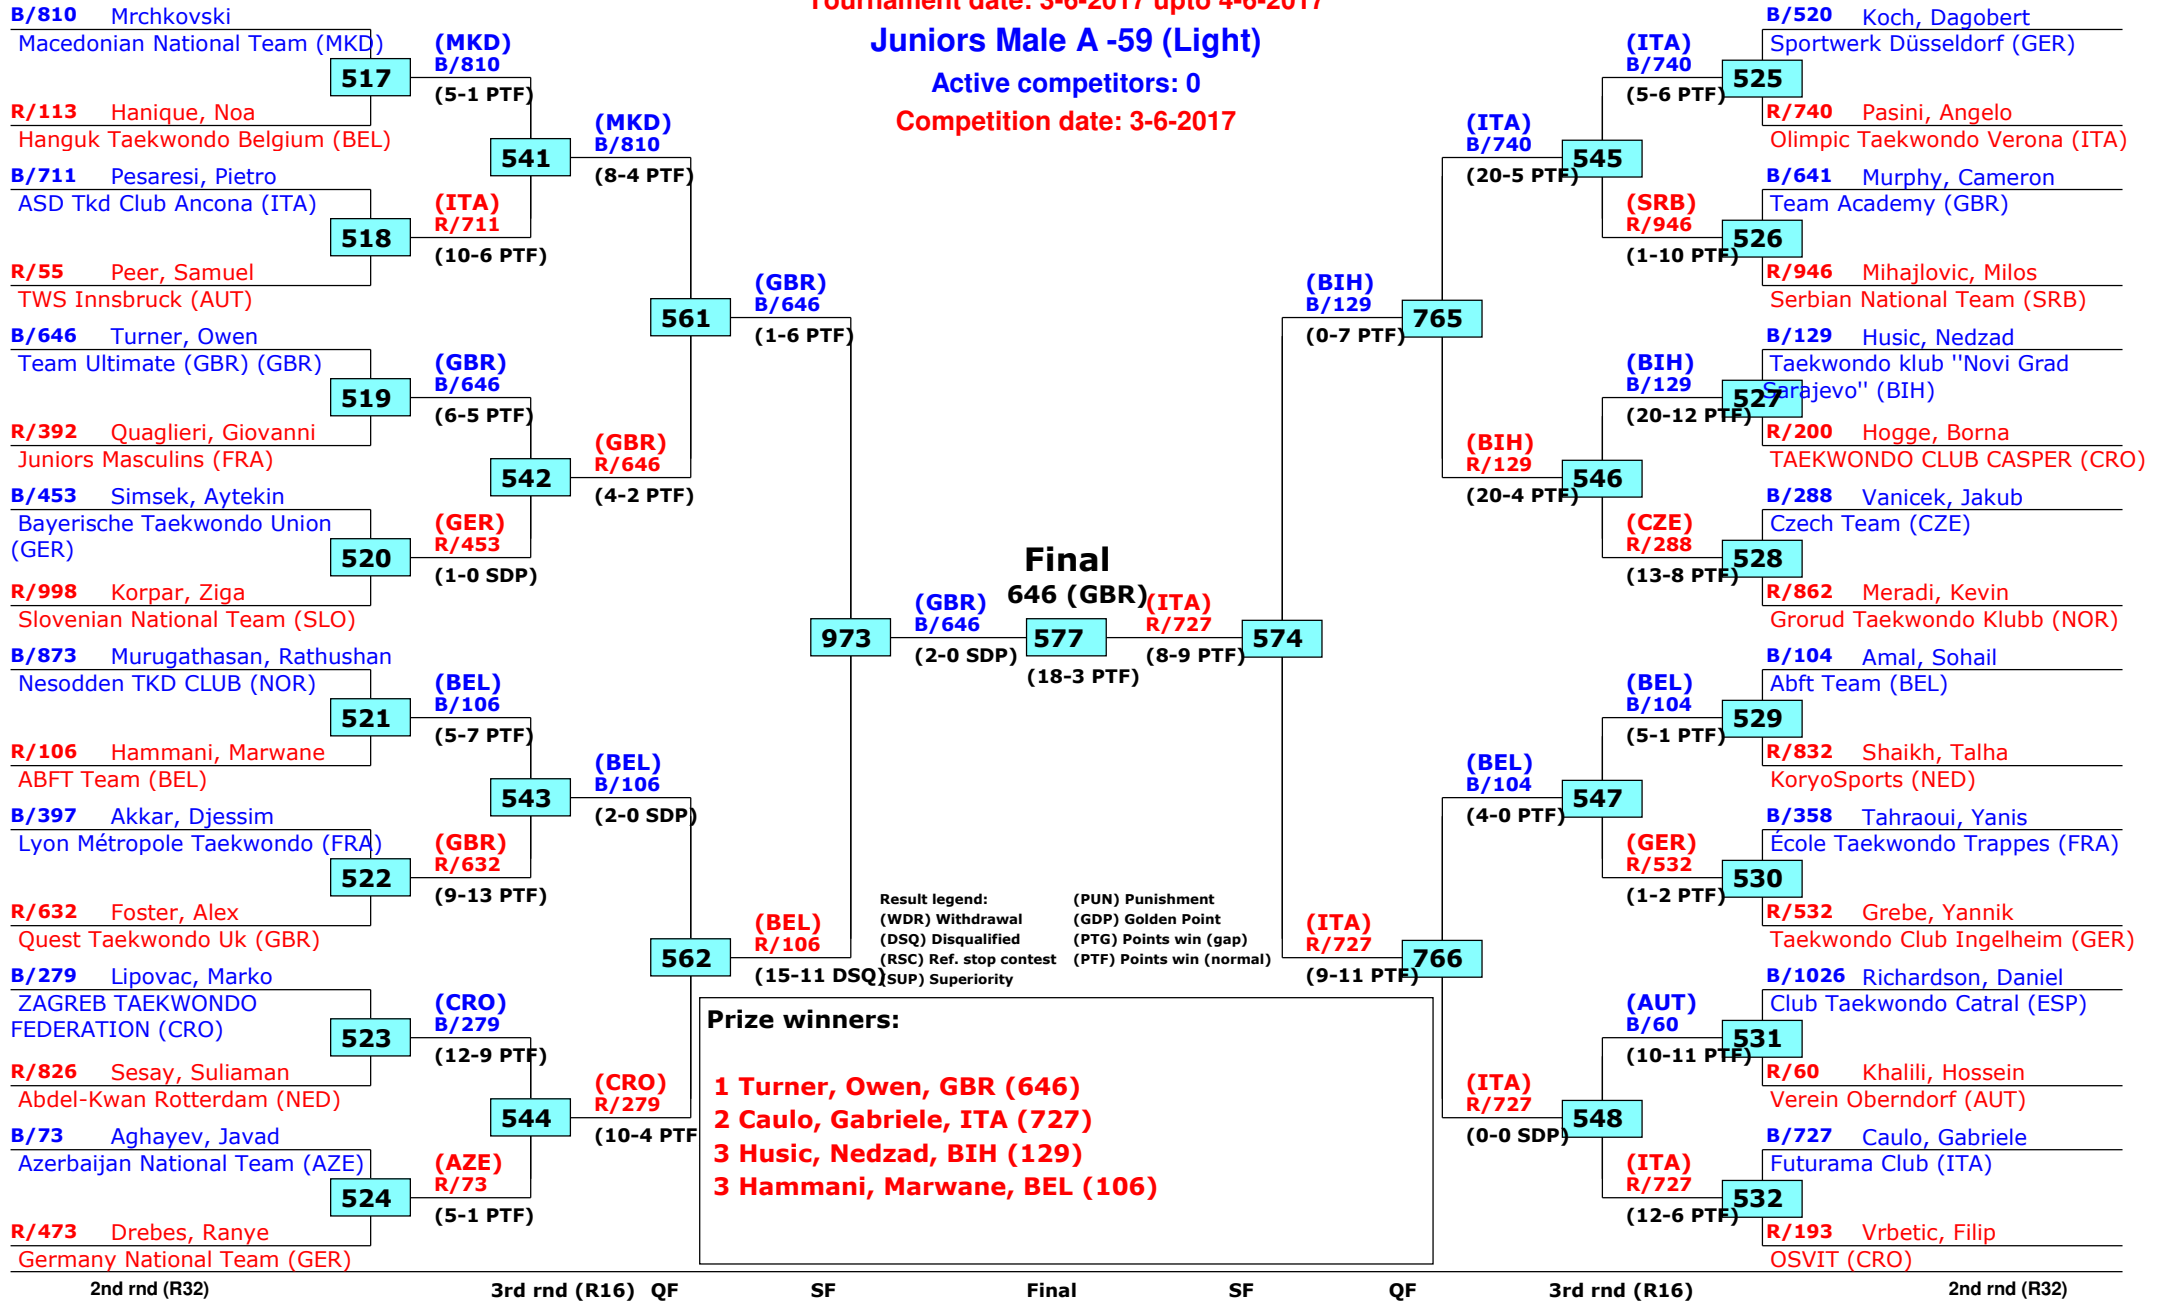 Tournament date: 3-6-2017 upto 4-6-2017
Juniors Male A -59 (Light)
Active competitors: 0
Competition date: 3-6-2017
B/810 Mrchkovski
Macedonian National Team (MKD)
517
R/113 Hanique, Noa
Hanguk Taekwondo Belgium (BEL)
B/711 Pesaresi, Pietro
ASD Tkd Club Ancona (ITA)
518
R/55 Peer, Samuel
TWS Innsbruck (AUT)
B/646 Turner, Owen
Team Ultimate (GBR) (GBR)
519
R/392 Quaglieri, Giovanni
Juniors Masculins (FRA)
B/453 Simsek, Aytekin
Bayerische Taekwondo Union
(GER)
520
R/998 Korpar, Ziga
Slovenian National Team (SLO)
B/873 Murugathasan, Rathushan
Nesodden TKD CLUB (NOR)
521
R/106 Hammani, Marwane
ABFT Team (BEL)
B/397 Akkar, Djessim
Lyon Métropole Taekwondo (FRA)
522
R/632 Foster, Alex
Quest Taekwondo Uk (GBR)
B/279 Lipovac, Marko
ZAGREB TAEKWONDO
FEDERATION (CRO)
523
R/826 Sesay, Suliaman
Abdel-Kwan Rotterdam (NED)
B/73 Aghayev, Javad
Azerbaijan National Team (AZE)
524
R/473 Drebes, Ranye
Germany National Team (GER)
(MKD)
B/810
(5-1 PTF)
541
(ITA)
R/711
(10-6 PTF)
(GBR)
B/646
(6-5 PTF)
542
(GER)
R/453
(1-0 SDP)
(BEL)
B/106
(5-7 PTF)
543
(GBR)
R/632
(9-13 PTF)
(CRO)
B/279
(12-9 PTF)
544
(AZE)
R/73
(5-1 PTF)
(MKD)
B/810
(8-4 PTF)
561
(GBR)
R/646
(4-2 PTF)
(BEL)
B/106
(2-0 SDP)
562
(CRO)
R/279
(10-4 PTF
(GBR)
B/646
(1-6 PTF)
973
(BEL)
R/106
(15-11 DSQ)
(GBR)
B/646
(2-0 SDP)
Final
646 (GBR)
577
(18-3 PTF)
(ITA)
R/727
(8-9 PTF)
574
(BIH)
B/129
(0-7 PTF)
765
(ITA)
R/727
(9-11 PTF)
766
(ITA)
B/740
(20-5 PTF)
545
(BIH)
R/129
(20-4 PTF)
546
(BEL)
B/104
(4-0 PTF)
547
(ITA)
R/727
(0-0 SDP)
548
(ITA)
B/740
(5-6 PTF)
(SRB)
R/946
(1-10 PTF)
(BIH)
B/129
(20-12 PTF)
(CZE)
R/288
(13-8 PTF)
(BEL)
B/104
(5-1 PTF)
(GER)
R/532
(1-2 PTF)
(AUT)
B/60
(10-11 PTF)
(ITA)
R/727
(12-6 PTF)
B/520 Koch, Dagobert
Sportwerk Düsseldorf (GER)
525
R/740 Pasini, Angelo
Olimpic Taekwondo Verona (ITA)
B/641 Murphy, Cameron
Team Academy (GBR)
526
R/946 Mihajlovic, Milos
Serbian National Team (SRB)
B/129 Husic, Nedzad
Taekwondo klub "Novi Grad
Sarajevo" (BIH)
527
R/200 Hogge, Borna
TAEKWONDO CLUB CASPER (CRO)
B/288 Vanicek, Jakub
Czech Team (CZE)
528
R/862 Meradi, Kevin
Grorud Taekwondo Klubb (NOR)
B/104 Amal, Sohail
Abft Team (BEL)
529
R/832 Shaikh, Talha
KoryoSports (NED)
B/358 Tahraoui, Yanis
École Taekwondo Trappes (FRA)
530
R/532 Grebe, Yannik
Taekwondo Club Ingelheim (GER)
B/1026 Richardson, Daniel
Club Taekwondo Catral (ESP)
531
R/60 Khalili, Hossein
Verein Oberndorf (AUT)
B/727 Caulo, Gabriele
Futurama Club (ITA)
532
R/193 Vrbetic, Filip
OSVIT (CRO)
Result legend: (PUN) Punishment
(WDR) Withdrawal (GDP) Golden Point
(DSQ) Disqualified (PTG) Points win (gap)
(RSC) Ref. stop contest (PTF) Points win (normal)
(SUP) Superiority
Prize winners:
1 Turner, Owen, GBR (646)
2 Caulo, Gabriele, ITA (727)
3 Husic, Nedzad, BIH (129)
3 Hammani, Marwane, BEL (106)
2nd rnd (R32) 3rd rnd (R16) QF SF Final SF QF 3rd rnd (R16) 2nd rnd (R32)